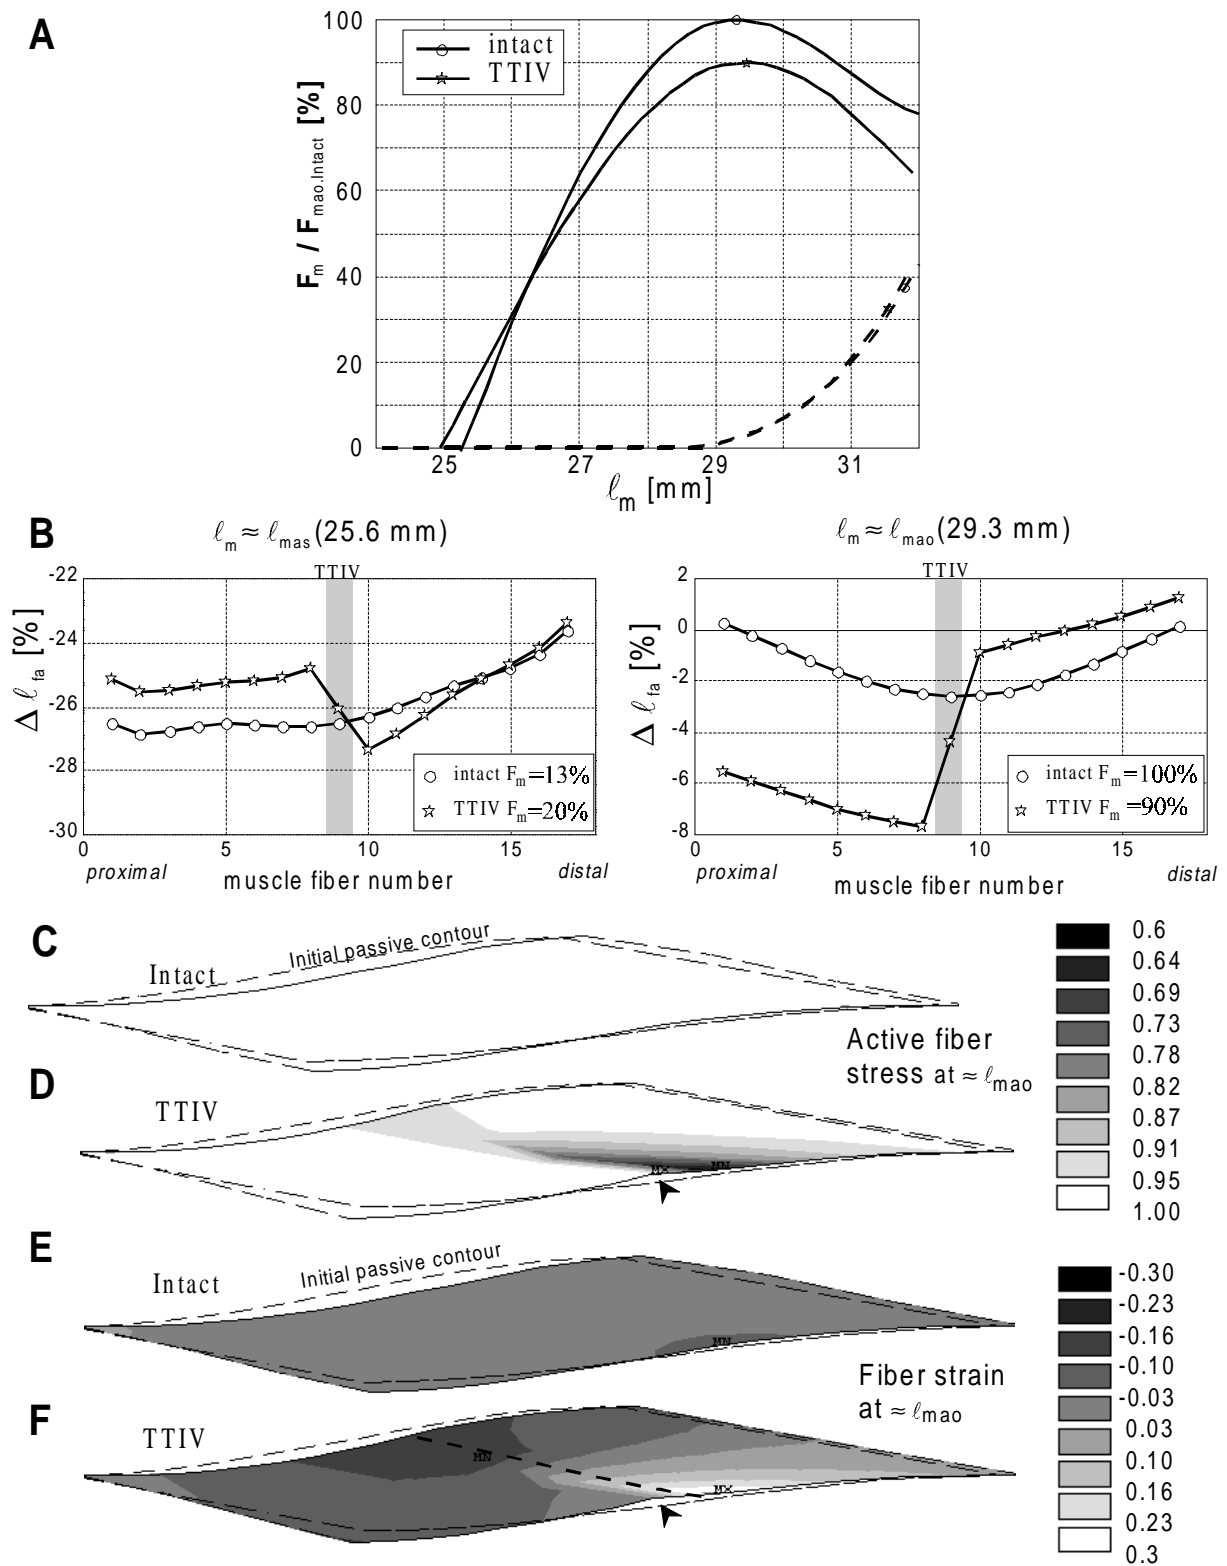 A
F_m / F_mao.Intact [%]
100
80
60
40
20
0
intact
TTIV
25
27
29
31
ℓ_m [mm]
B
ℓ_m ≈ ℓ_mas (25.6 mm)
TTIV
Δ ℓ_fa [%]
-22
-24
-26
-28
-30
intact F_m=13%
TTIV F_m=20%
0
5
10
15
proximal
muscle fiber number
distal
ℓ_m ≈ ℓ_mao (29.3 mm)
TTIV
Δ ℓ_fa [%]
2
0
-2
-4
-6
-8
intact F_m=100%
TTIV F_m=90%
0
5
10
15
proximal
muscle fiber number
distal
C
Intact
Initial passive contour
D
TTIV
MX
MN
Active fiber
stress at ≈ ℓ_mao
0.6
0.64
0.69
0.73
0.78
0.82
0.87
0.91
0.95
1.00
E
Intact
Initial passive contour
MN
F
TTIV
MN
MX
Fiber strain
at ≈ ℓ_mao
-0.30
-0.23
-0.16
-0.10
-0.03
0.03
0.10
0.16
0.23
0.3